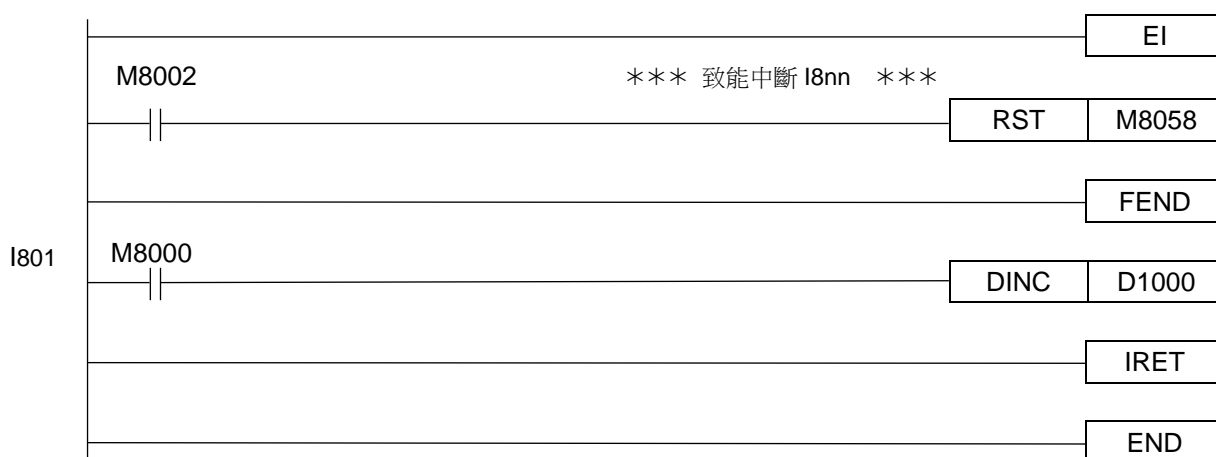 EI
M8002
*** 致能中斷 I8nn ***
RST M8058
FEND
I801
M8000
DINC D1000
IRET
END